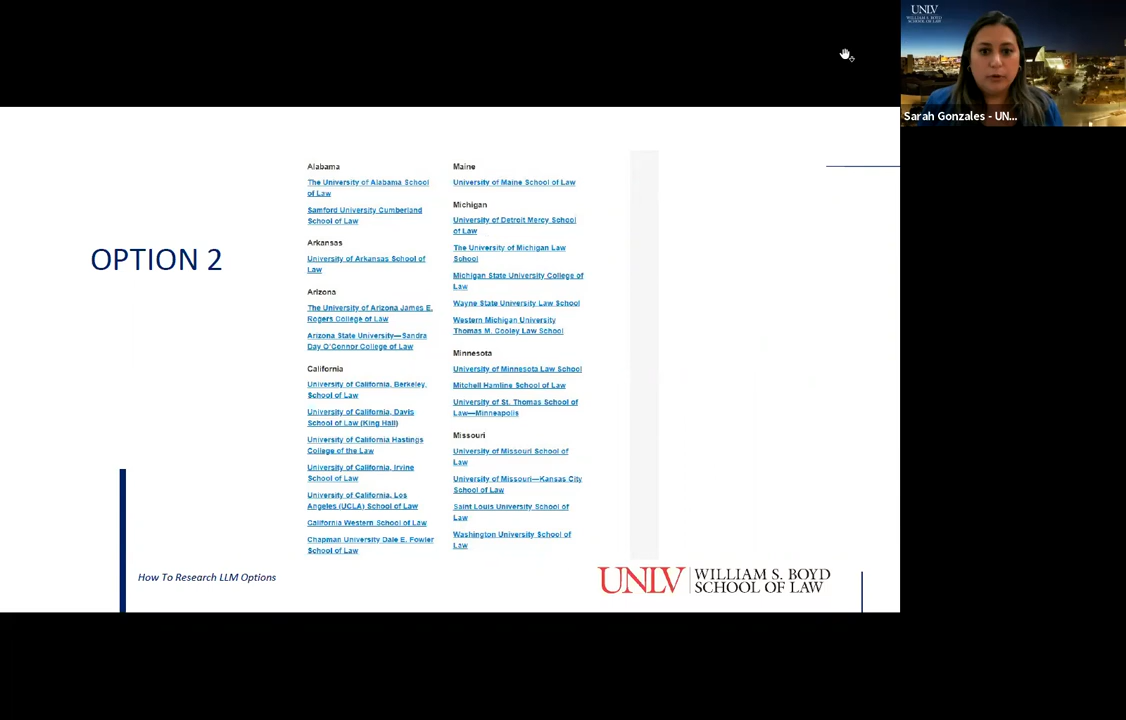 UNLV
WILLIAM S. BOYD
SCHOOL OF LAW
Sarah Gonzales - UN...
OPTION 2
Alabama
The University of Alabama School
of Law
Samford University Cumberland
School of Law
Arkansas
University of Arkansas School of
Law
Arizona
The University of Arizona James E.
Rogers College of Law
Arizona State University—Sandra
Day O'Connor College of Law
California
University of California, Berkeley,
School of Law
University of California, Davis
School of Law (King Hall)
University of California Hastings
College of the Law
University of California, Irvine
School of Law
University of California, Los
Angeles (UCLA) School of Law
California Western School of Law
Chapman University Dale E. Fowler
School of Law
Maine
University of Maine School of Law
Michigan
University of Detroit Mercy School
of Law
The University of Michigan Law
School
Michigan State University College of
Law
Wayne State University Law School
Western Michigan University
Thomas M. Cooley Law School
Minnesota
University of Minnesota Law School
Mitchell Hamline School of Law
University of St. Thomas School of
Law—Minneapolis
Missouri
University of Missouri School of
Law
University of Missouri—Kansas City
School of Law
Saint Louis University School of
Law
Washington University School of
Law
How To Research LLM Options
UNLV
WILLIAM S. BOYD
SCHOOL OF LAW